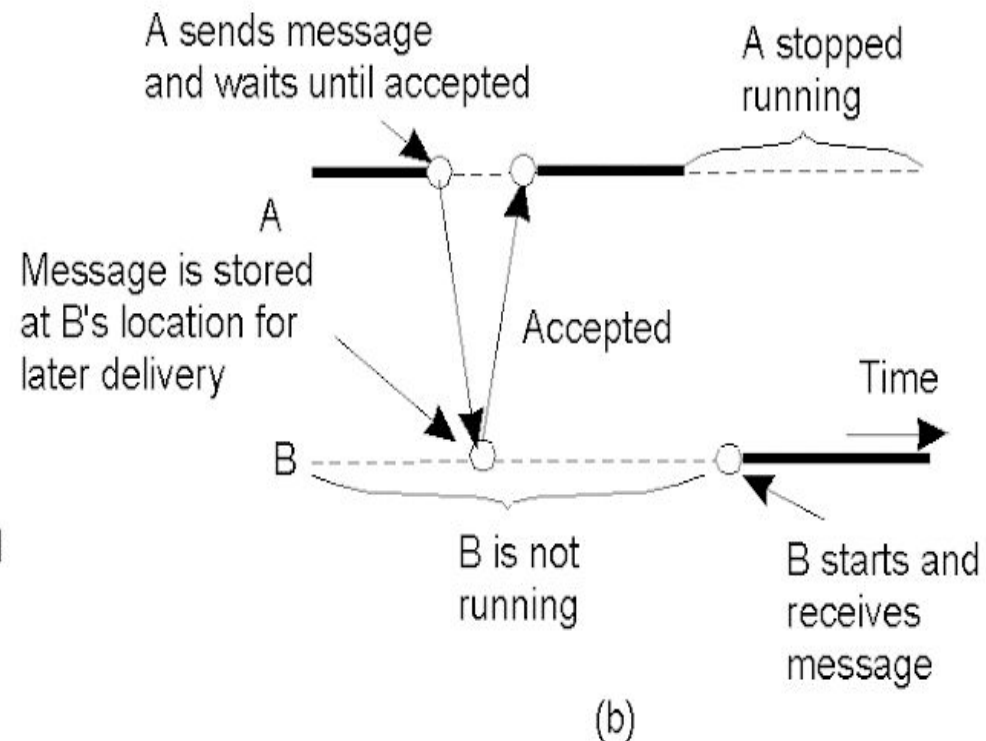 A sends message
and waits until accepted
A stopped
running
A
Message is stored
at B's location for
later delivery
Accepted
Time
B
B is not
running
B starts and
receives
message
(b)